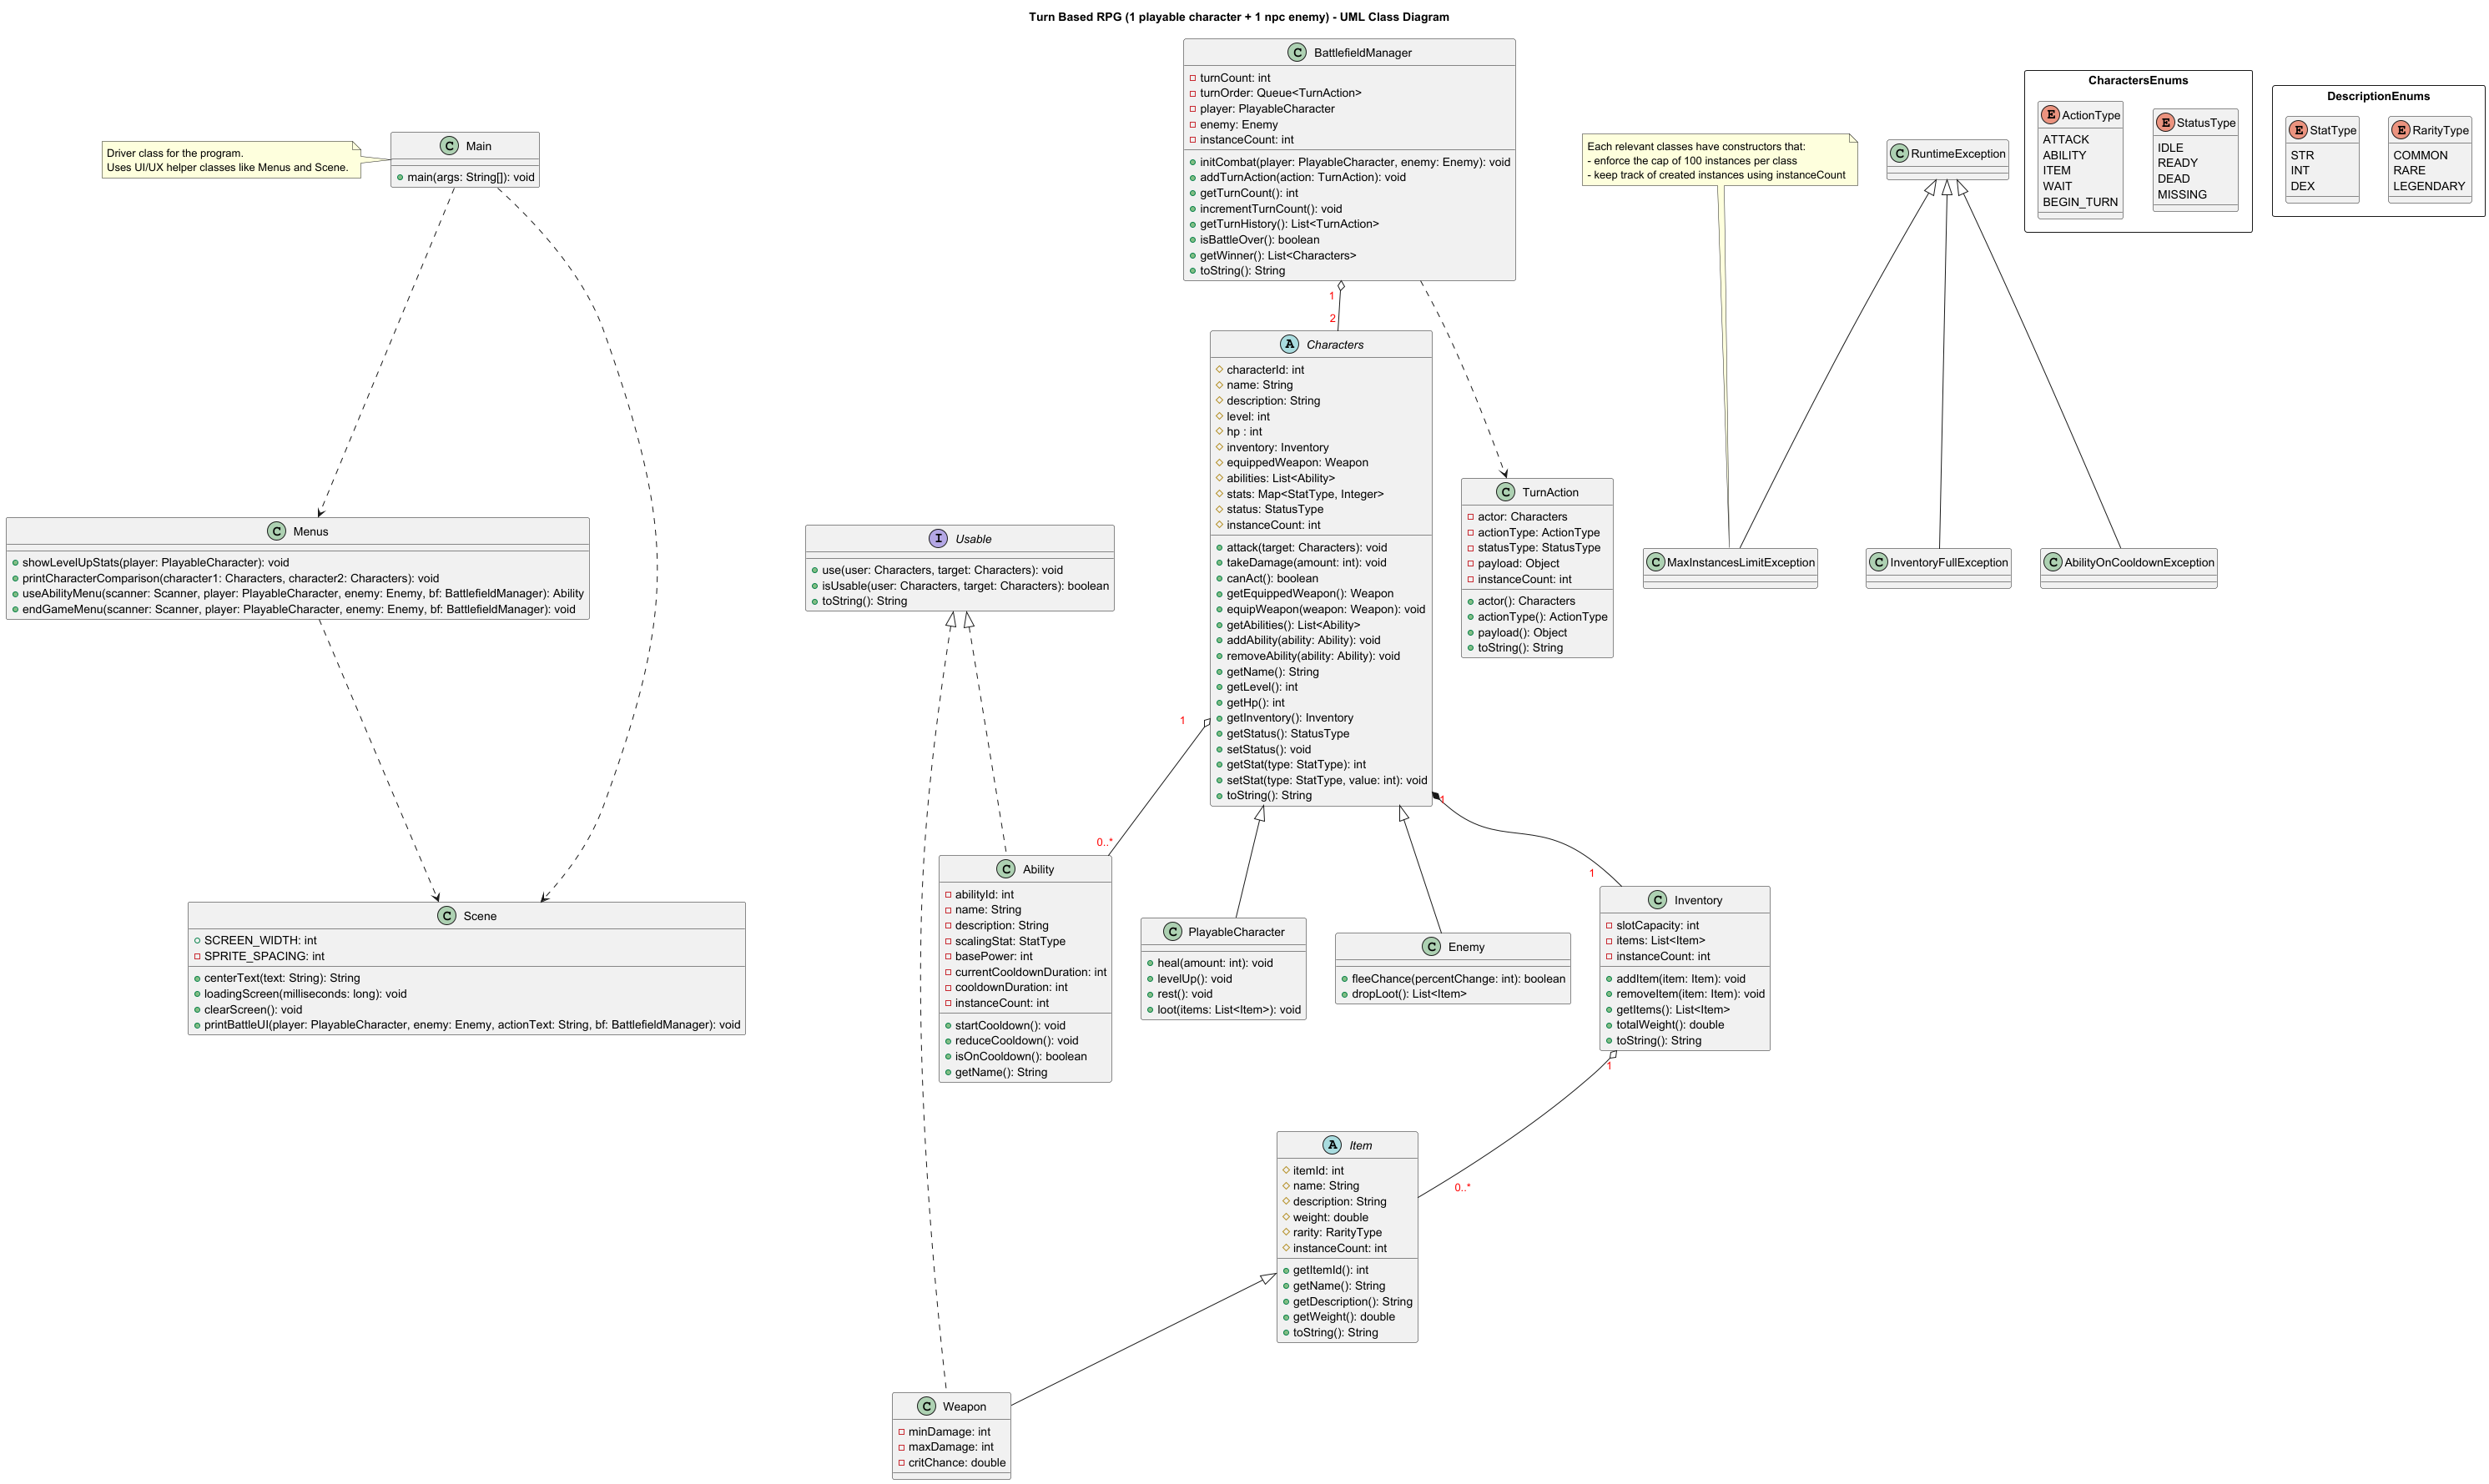 Turn Based RPG (1 playable character + 1 npc enemy) - UML Class Diagram
C BattlefieldManager
turnCount: int
turnOrder: Queue<TurnAction>
player: PlayableCharacter
enemy: Enemy
instanceCount: int
initCombat(player: PlayableCharacter, enemy: Enemy): void
addTurnAction(action: TurnAction): void
getTurnCount(): int
incrementTurnCount(): void
getTurnHistory(): List<TurnAction>
isBattleOver(): boolean
getWinner(): List<Characters>
toString(): String
1
2
Driver class for the program.
Uses UI/UX helper classes like Menus and Scene.
C Main
main(args: String[]): void
Each relevant classes have constructors that:
- enforce the cap of 100 instances per class
- keep track of created instances using instanceCount
C RuntimeException
CharactersEnums
E ActionType
ATTACK
ABILITY
ITEM
WAIT
BEGIN_TURN
E StatusType
IDLE
READY
DEAD
MISSING
DescriptionEnums
E StatType
STR
INT
DEX
E RarityType
COMMON
RARE
LEGENDARY
A Characters
characterId: int
name: String
description: String
level: int
hp : int
inventory: Inventory
equippedWeapon: Weapon
abilities: List<Ability>
stats: Map<StatType, Integer>
status: StatusType
instanceCount: int
attack(target: Characters): void
takeDamage(amount: int): void
canAct(): boolean
getEquippedWeapon(): Weapon
equipWeapon(weapon: Weapon): void
getAbilities(): List<Ability>
addAbility(ability: Ability): void
removeAbility(ability: Ability): void
getName(): String
getLevel(): int
getHp(): int
getInventory(): Inventory
getStatus(): StatusType
setStatus(): void
getStat(type: StatType): int
setStat(type: StatType, value: int): void
toString(): String
1
0..*
1
1
C TurnAction
actor: Characters
actionType: ActionType
statusType: StatusType
payload: Object
instanceCount: int
actor(): Characters
actionType(): ActionType
payload(): Object
toString(): String
C Menus
showLevelUpStats(player: PlayableCharacter): void
printCharacterComparison(character1: Characters, character2: Characters): void
useAbilityMenu(scanner: Scanner, player: PlayableCharacter, enemy: Enemy, bf: BattlefieldManager): Ability
endGameMenu(scanner: Scanner, player: PlayableCharacter, enemy: Enemy, bf: BattlefieldManager): void
I Usable
use(user: Characters, target: Characters): void
isUsable(user: Characters, target: Characters): boolean
toString(): String
C MaxInstancesLimitException
C InventoryFullException
C AbilityOnCooldownException
C Scene
SCREEN_WIDTH: int
SPRITE_SPACING: int
centerText(text: String): String
loadingScreen(milliseconds: long): void
clearScreen(): void
printBattleUI(player: PlayableCharacter, enemy: Enemy, actionText: String, bf: BattlefieldManager): void
C Ability
abilityId: int
name: String
description: String
scalingStat: StatType
basePower: int
currentCooldownDuration: int
cooldownDuration: int
instanceCount: int
startCooldown(): void
reduceCooldown(): void
isOnCooldown(): boolean
getName(): String
C PlayableCharacter
heal(amount: int): void
levelUp(): void
rest(): void
loot(items: List<Item>): void
C Enemy
fleeChance(percentChange: int): boolean
dropLoot(): List<Item>
C Inventory
slotCapacity: int
items: List<Item>
instanceCount: int
addItem(item: Item): void
removeItem(item: Item): void
getItems(): List<Item>
totalWeight(): double
toString(): String
1
0..*
A Item
itemId: int
name: String
description: String
weight: double
rarity: RarityType
instanceCount: int
getItemId(): int
getName(): String
getDescription(): String
getWeight(): double
toString(): String
C Weapon
minDamage: int
maxDamage: int
critChance: double